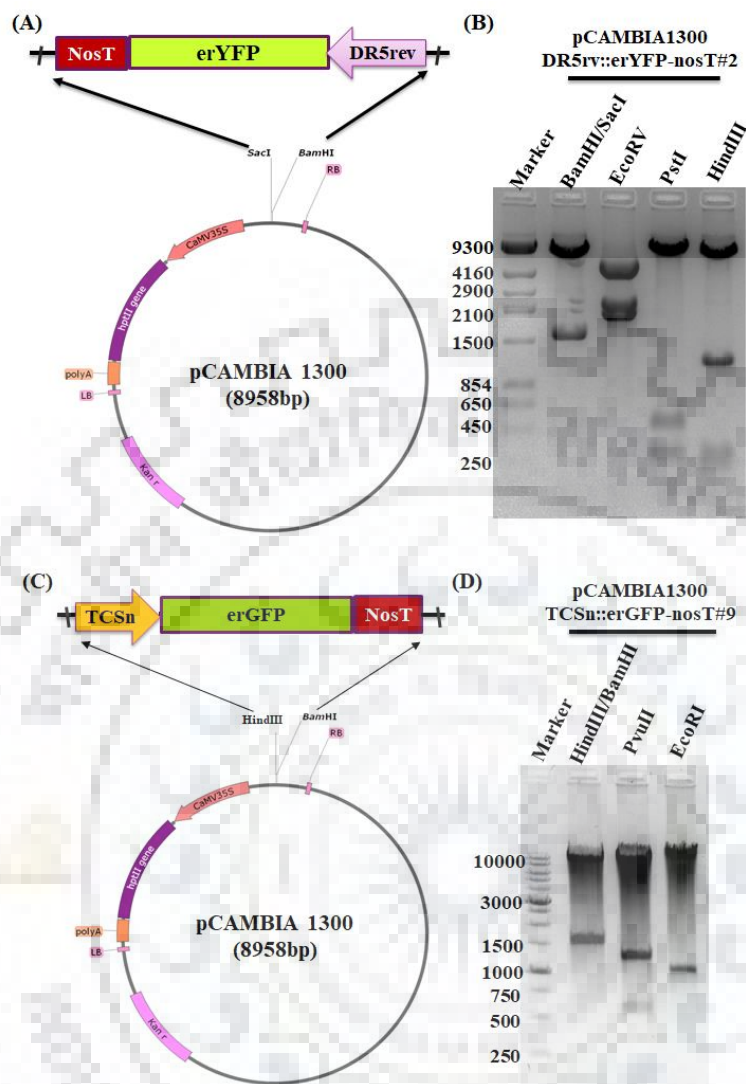 (A)
NosT erYFP DR5rev
SacI BamHI
RB
CaMV35S
hptII gene
polyA
LB
Kan r
pCAMBIA 1300
(8958bp)
(B)
pCAMBIA1300
DR5rv::erYFP-nosT#2
Marker BamHI/SacI EcoRV PstI HindIII
9300
4160
2900
2100
1500
854
650
450
250
(C)
TCSn erGFP NosT
HindIII BamHI
RB
CaMV35S
hptII gene
polyA
LB
Kan r
pCAMBIA 1300
(8958bp)
(D)
pCAMBIA1300
TCSn::erGFP-nosT#9
Marker HindIII/BamHI PvuII EcoRI
10000
3000
1500
1000
750
500
250